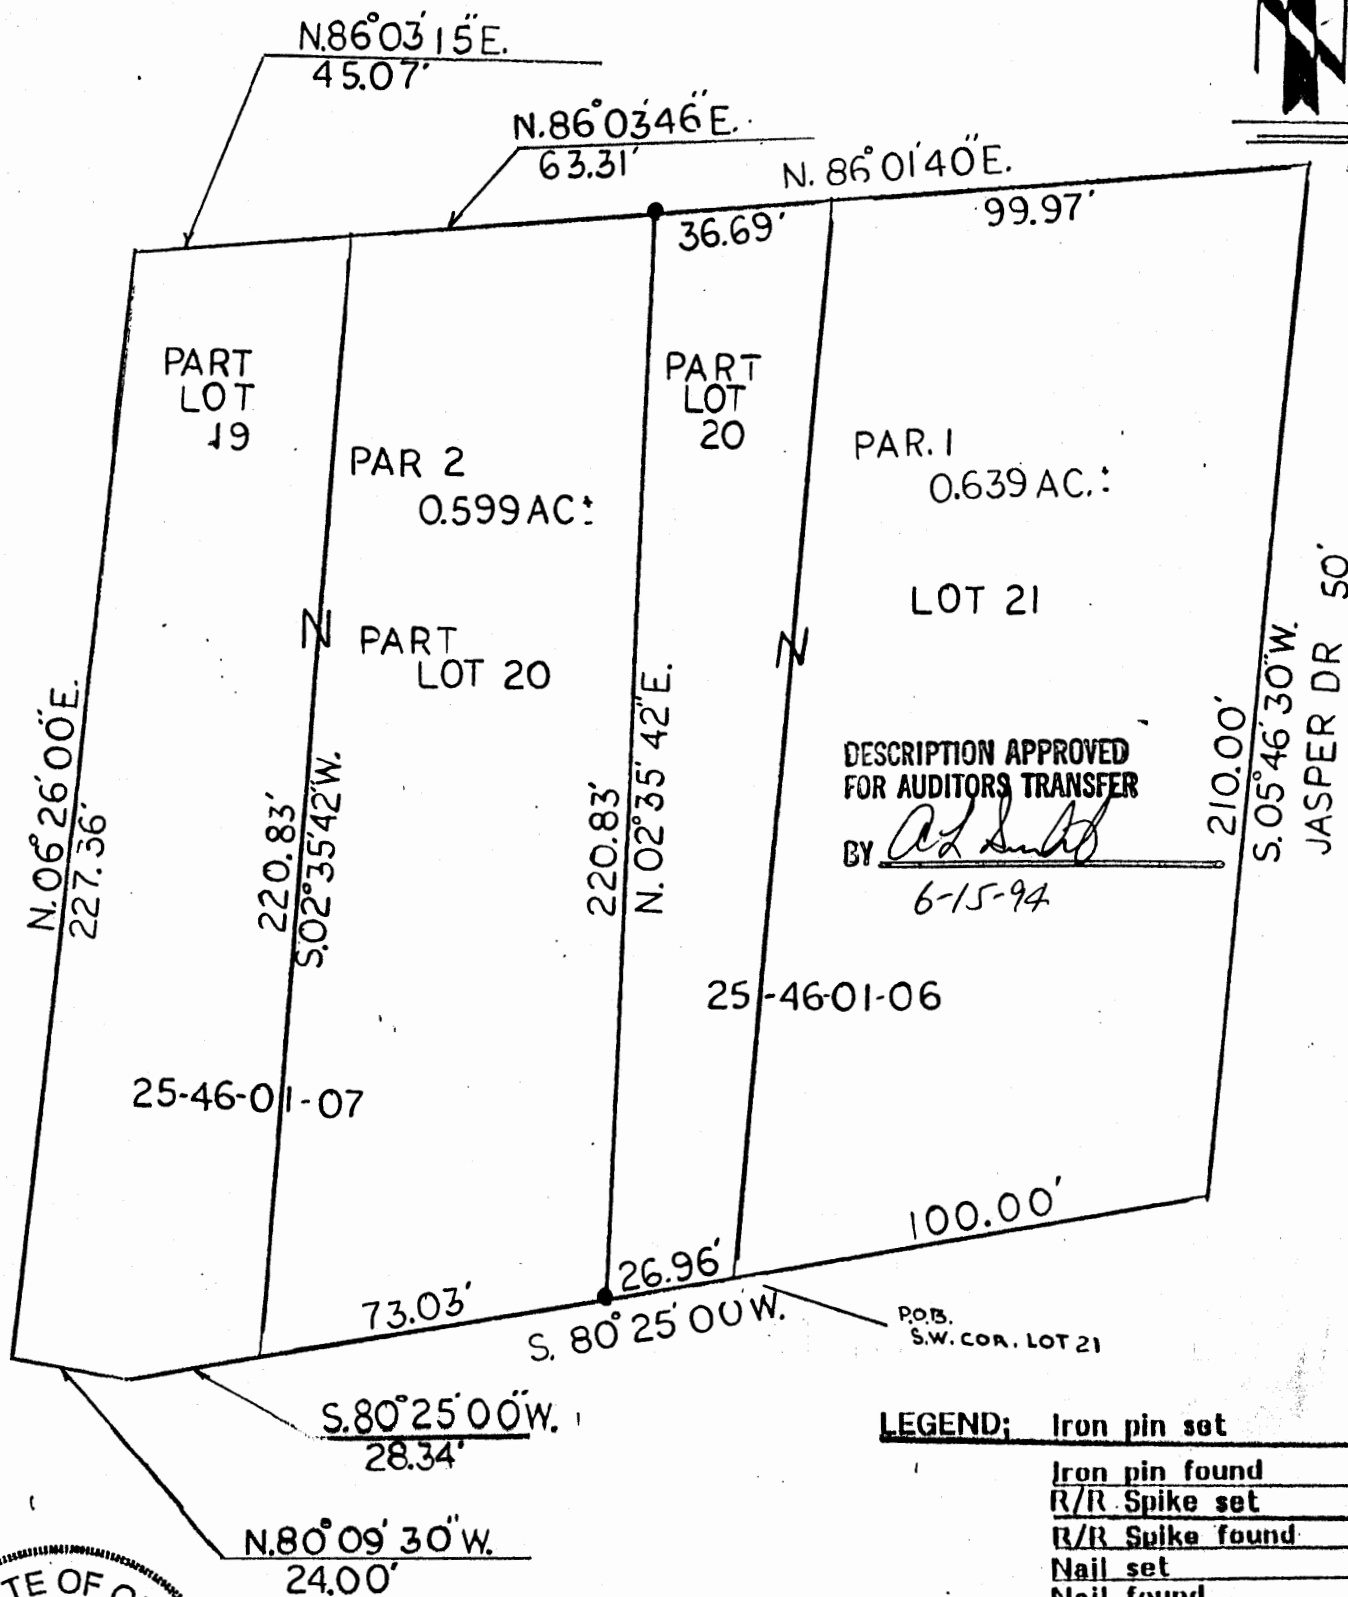 N.86°03'15"E.
45.07'
N.86°03'46"E.
63.31'
N. 86°01'40"E.
36.69'
99.97'
PART
LOT
19
PART
LOT
20
PAR 2
0.599 AC±
PAR. 1
0.639 AC.±
LOT 21
PART
LOT 20
N.06°26'00"E.
227.36'
220.83'
S.02°35'42"W.
220.83'
N.02°35'42"E.
210.00'
S.05°46'30"W.
JASPER DR 50'
DESCRIPTION APPROVED
FOR AUDITORS TRANSFER
BY
6-15-94
25-46-01-06
25-46-01-07
100.00'
26.96'
73.03'
S. 80°25'00"W.
P.O.B.
S.W. COR. LOT 21
S.80°25'00"W.
28.34'
N.80°09'30"W.
24.00'
LEGEND; Iron pin set
Iron pin found
R/R Spike set
R/R Spike found
Nail set
Nail found
TE OF O